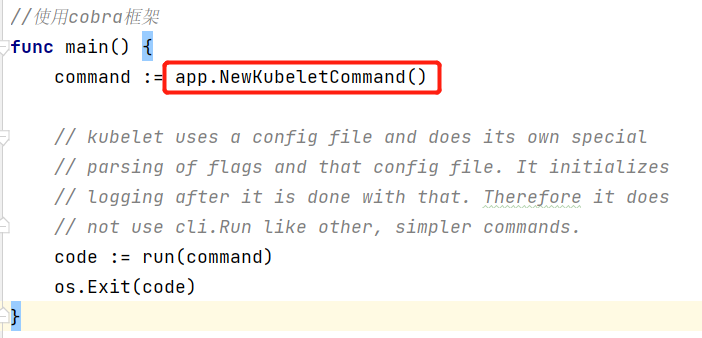 //使用cobra框架
func main() {
command := app.NewKubeletCommand()
// kubelet uses a config file and does its own special
// parsing of flags and that config file. It initializes
// logging after it is done with that. Therefore it does
// not use cli.Run like other, simpler commands.
code := run(command)
os.Exit(code)
}